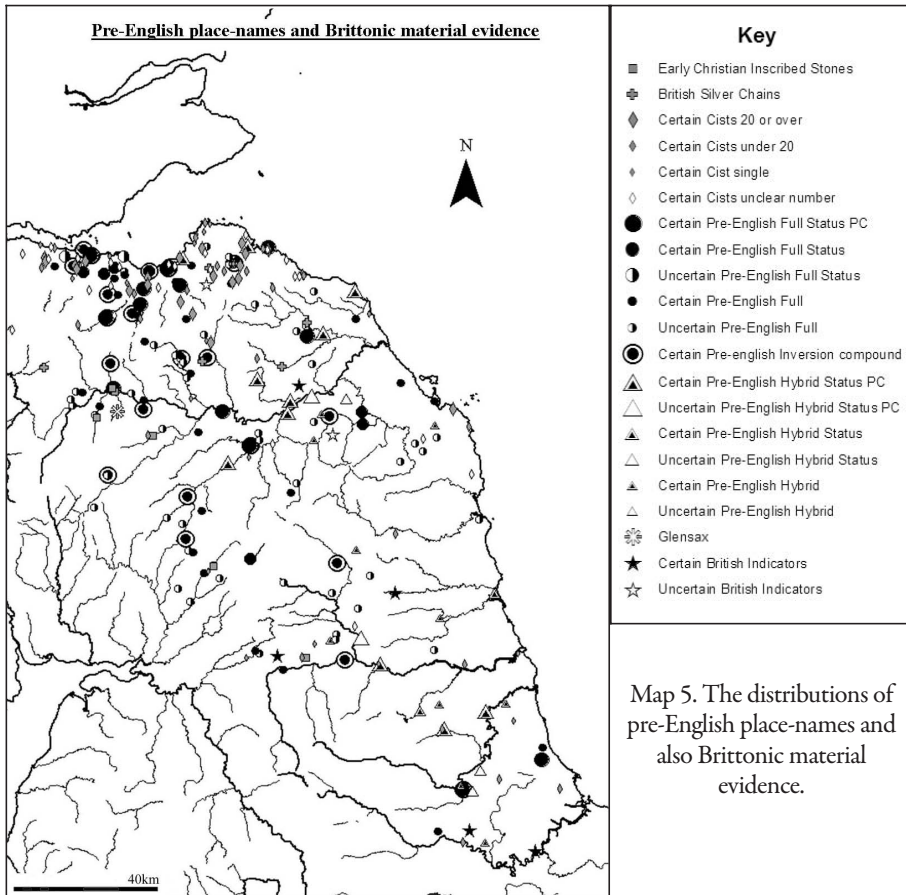 Pre-English place-names and Brittonic material evidence
N
40km
Key
Early Christian Inscribed Stones
British Silver Chains
Certain Cists 20 or over
Certain Cists under 20
Certain Cist single
Certain Cists unclear number
Certain Pre-English Full Status PC
Certain Pre-English Full Status
Uncertain Pre-English Full Status
Certain Pre-English Full
Uncertain Pre-English Full
Certain Pre-english Inversion compound
Certain Pre-English Hybrid Status PC
Uncertain Pre-English Hybrid Status PC
Certain Pre-English Hybrid Status
Uncertain Pre-English Hybrid Status
Certain Pre-English Hybrid
Uncertain Pre-English Hybrid
Glensax
Certain British Indicators
Uncertain British Indicators
Map 5. The distributions of
pre-English place-names and
also Brittonic material
evidence.